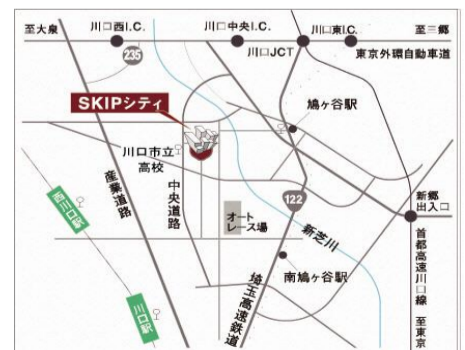 至大泉
川口西I.C.
川口中央I.C.
川口東I.C.
至三郷
川口JCT
東京外環自動車道
235
SKIPシティ
鳩ヶ谷駅
川口市立
高校
産業道路
中央道路
オート
レース場
122
新芝川
新郷
出入口
西川口駅
川口駅
南鳩ヶ谷駅
埼玉高速鉄道
首都高速川口線
至東京